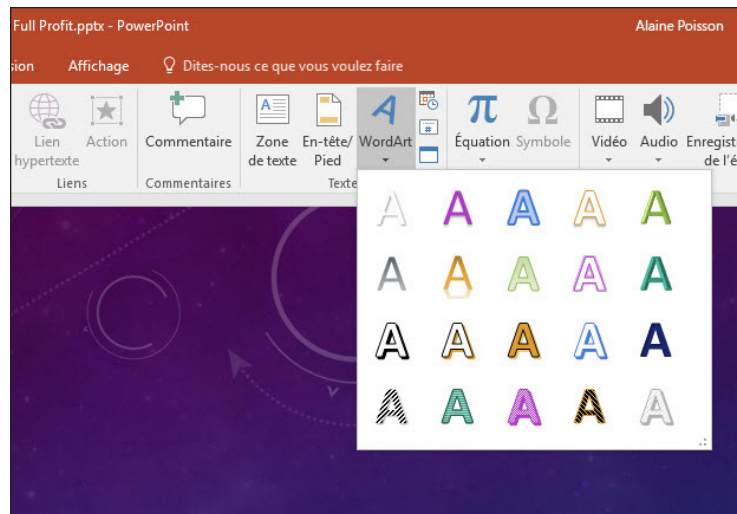 Full Profit.pptx - PowerPoint
Alaine Poisson
sion Affichage Dites-nous ce que vous voulez faire
Lien hypertexte
Action
Commentaire
Zone de texte
En-tête/ Pied
WordArt
Équation
Symbole
Vidéo
Audio
Enregist de l'é
Liens
Commentaires
Texte
A A A A A
A A A A A
A A A A A
A A A A A